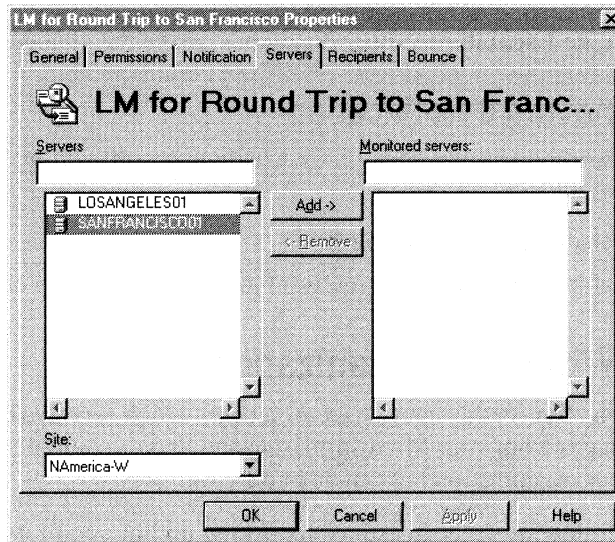 LM for Round Trip to San Francisco Properties
General Permissions Notification Servers Recipients Bounce
LM for Round Trip to San Franc...
Servers
Monitored servers:
LOSANGELES01
SANFRANCISCO01
Add ->
<- Remove
Site:
NAmerica-W
OK Cancel Apply Help